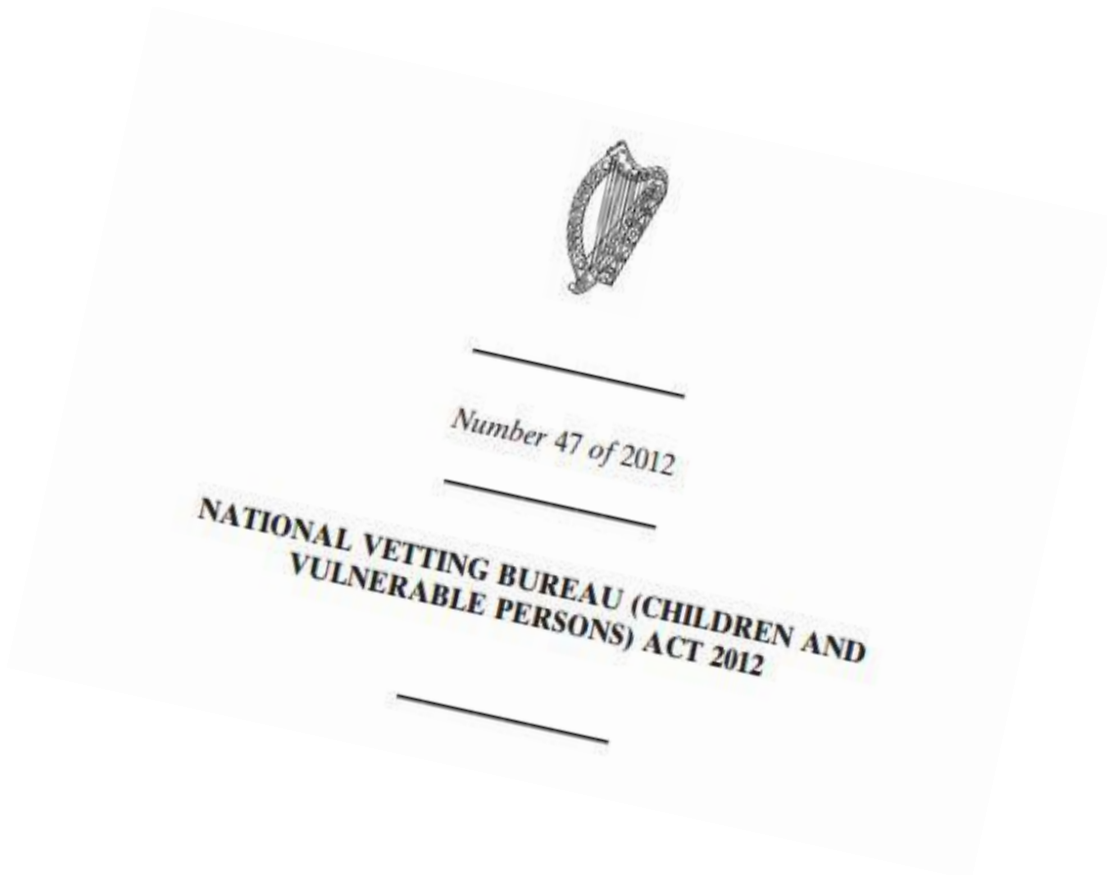 Number 47 of 2012
NATIONAL VETTING BUREAU (CHILDREN AND
VULNERABLE PERSONS) ACT 2012